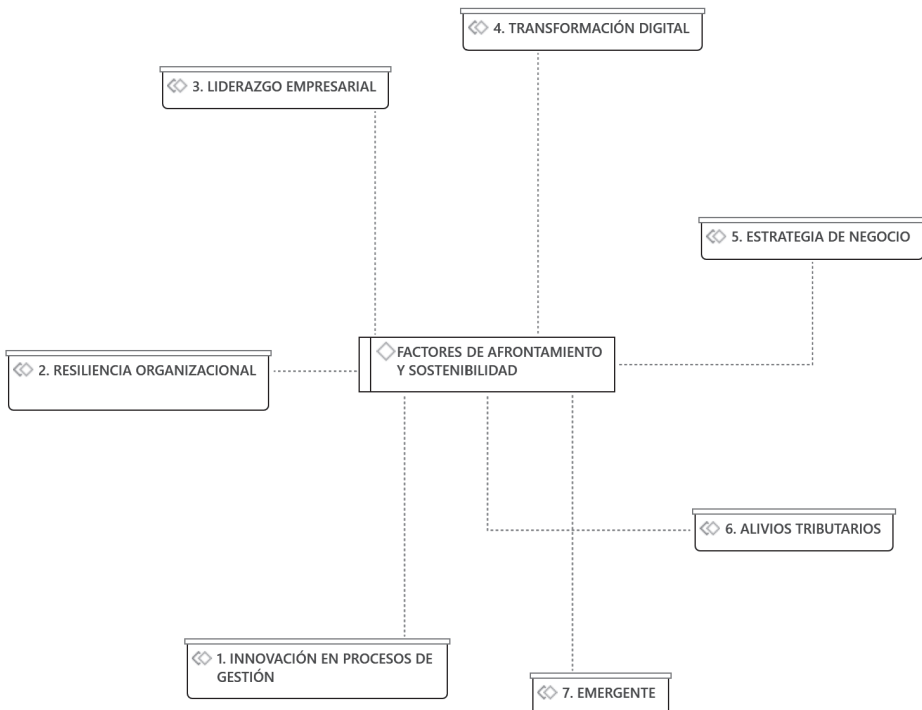 4. TRANSFORMACIÓN DIGITAL
3. LIDERAZGO EMPRESARIAL
5. ESTRATEGIA DE NEGOCIO
FACTORES DE AFRONTAMIENTO
Y SOSTENIBILIDAD
2. RESILIENCIA ORGANIZACIONAL
6. ALIVIOS TRIBUTARIOS
1. INNOVACIÓN EN PROCESOS DE
GESTIÓN
7. EMERGENTE